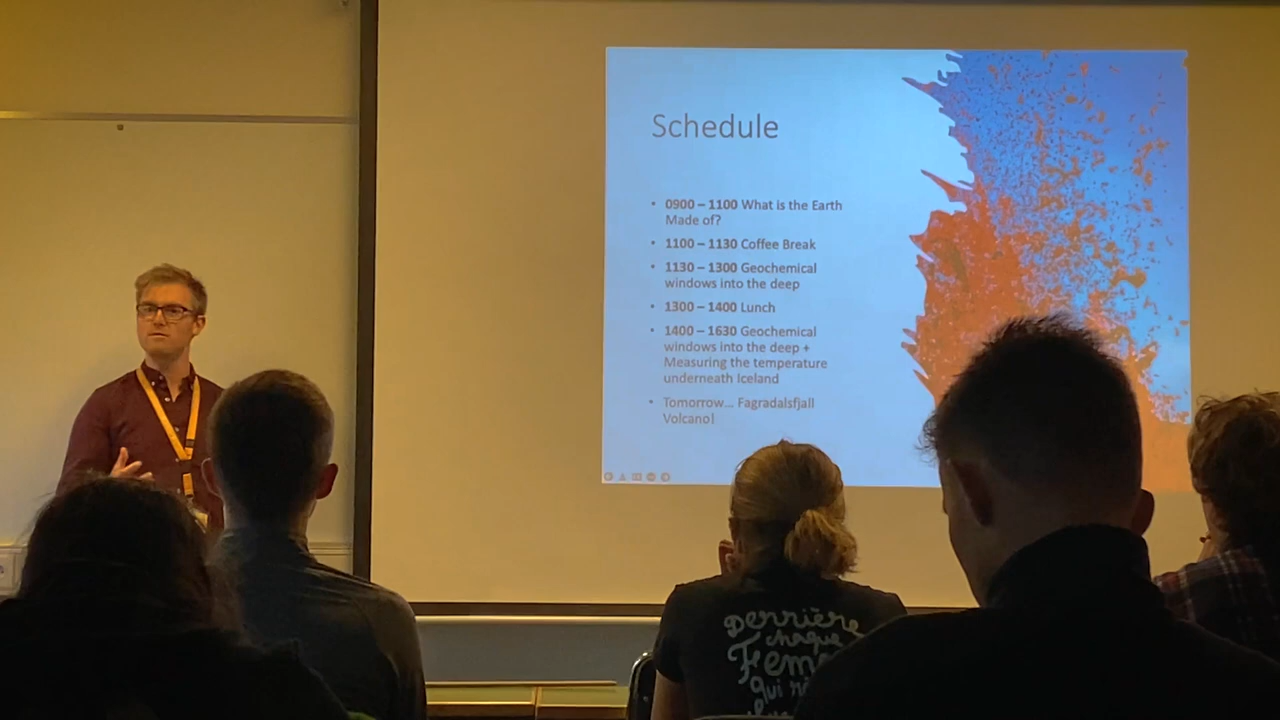 Schedule
• 0900 – 1100 What is the Earth
Made of?
• 1100 – 1130 Coffee Break
• 1130 – 1300 Geochemical
windows into the deep
• 1300 – 1400 Lunch
• 1400 – 1630 Geochemical
windows into the deep +
Measuring the temperature
underneath Iceland
• Tomorrow... Fagradalsfjall
Volcano!
Derrière
chaque
Fem
qui